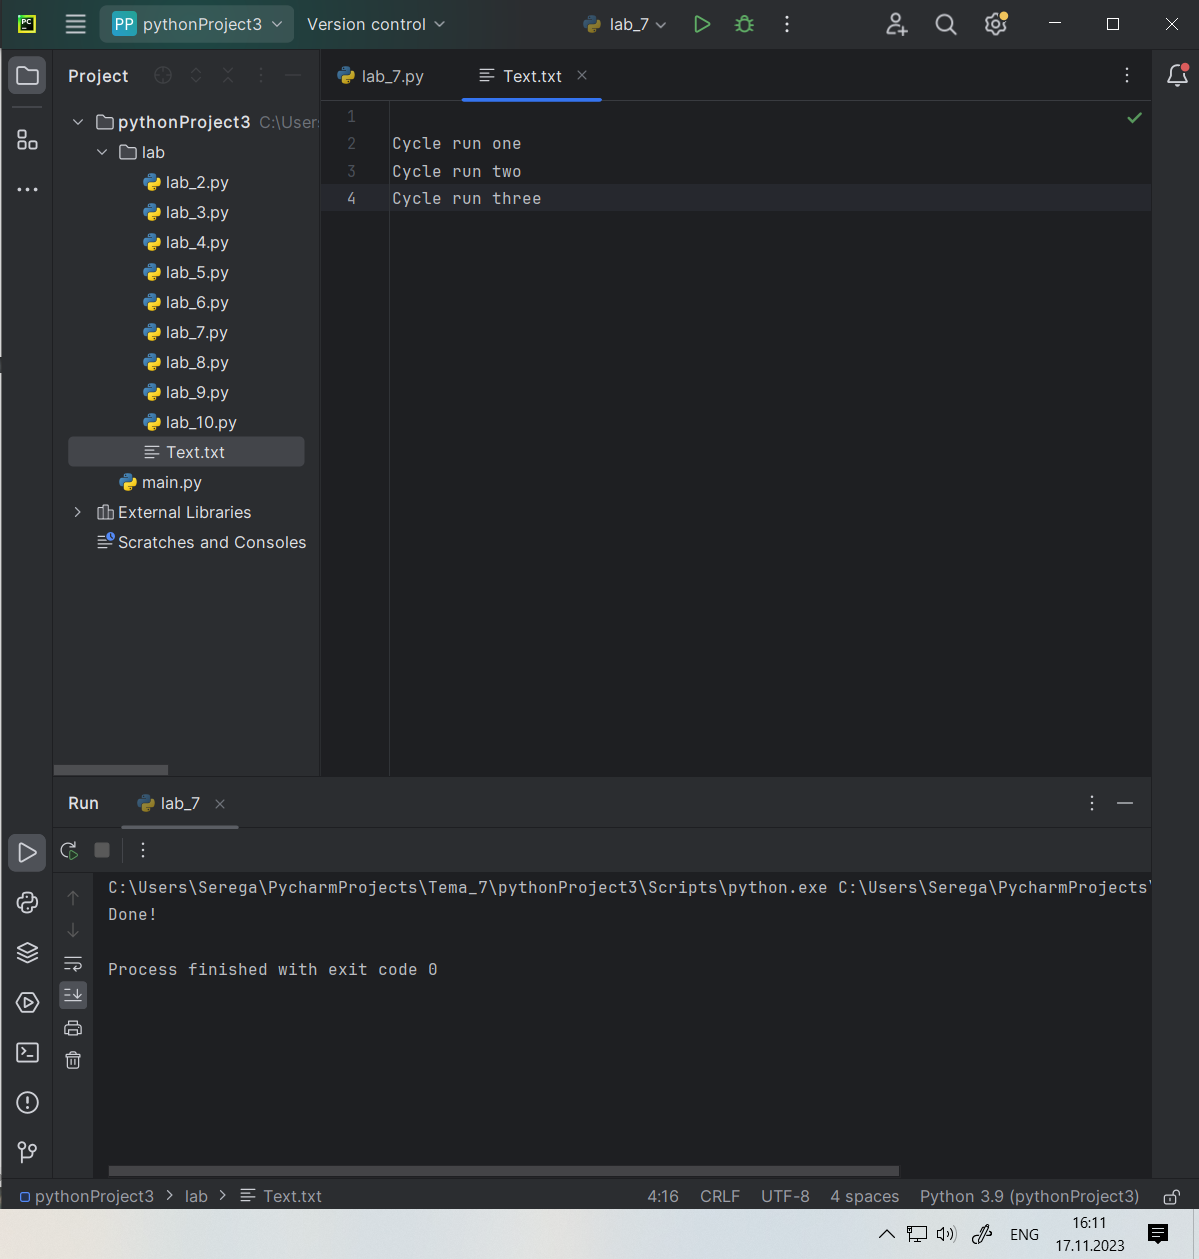 PC
PP pythonProject3 Version control lab_7
Project
lab_7.py Text.txt
pythonProject3 C:\User
lab
lab_2.py
lab_3.py
lab_4.py
lab_5.py
lab_6.py
lab_7.py
lab_8.py
lab_9.py
lab_10.py
Text.txt
main.py
External Libraries
Scratches and Consoles
1
2 Cycle run one
3 Cycle run two
4 Cycle run three
Run lab_7
C:\Users\Serega\PycharmProjects\Tema_7\pythonProject3\Scripts\python.exe C:\Users\Serega\PycharmProjects\
Done!
Process finished with exit code 0
pythonProject3 > lab > Text.txt 4:16 CRLF UTF-8 4 spaces Python 3.9 (pythonProject3)
ENG 16:11
17.11.2023